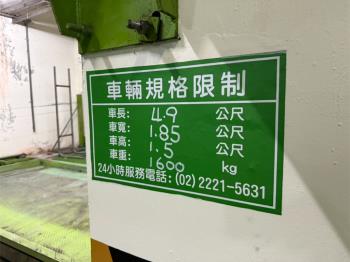 車輛規格限制
車長: 4.9 公尺
車寬: 1.85 公尺
車高: 1.5 公尺
車重: 1600 kg
24小時服務電話: (02) 2221-5631